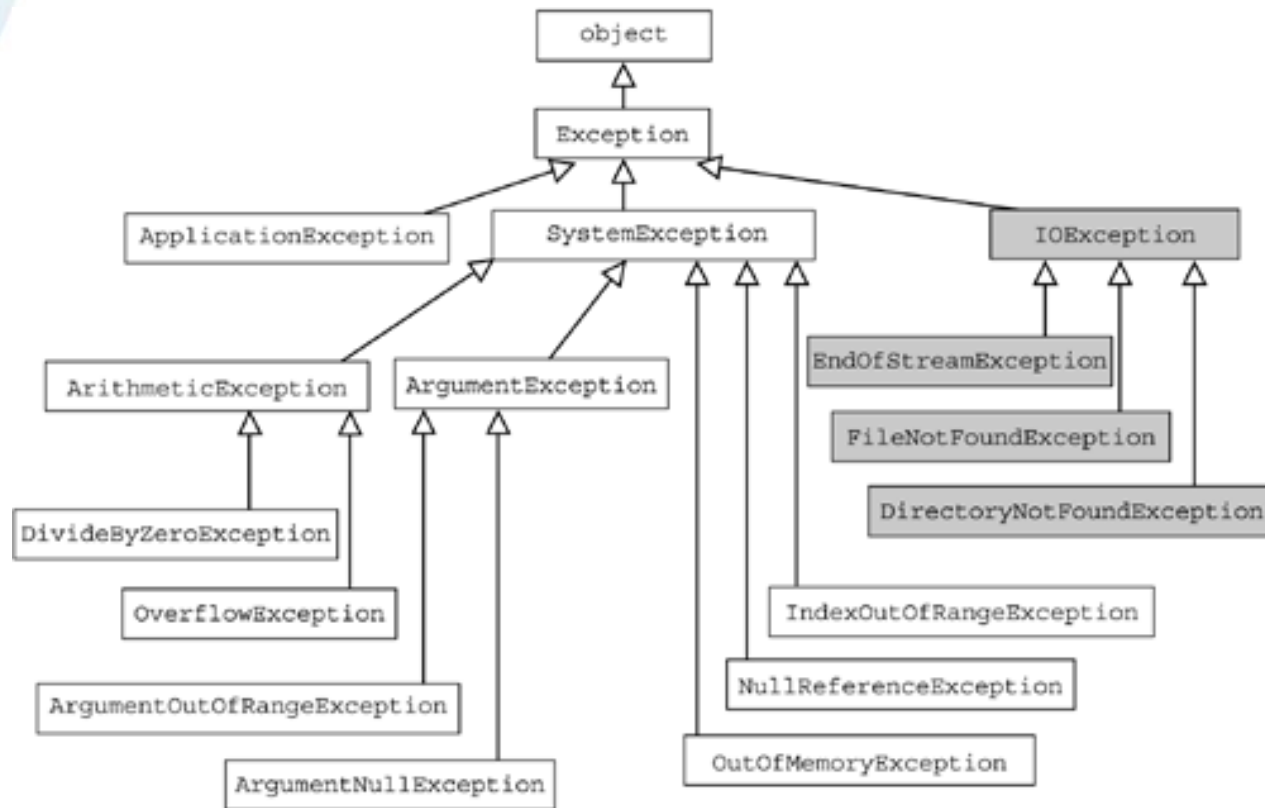 object
Exception
ApplicationException
SystemException
IOException
ArithmeticException
ArgumentException
EndOfStreamException
FileNotFoundException
DirectoryNotFoundException
DivideByZeroException
OverflowException
IndexOutOfRangeException
ArgumentOutOfRangeException
NullReferenceException
ArgumentNullException
OutOfMemoryException